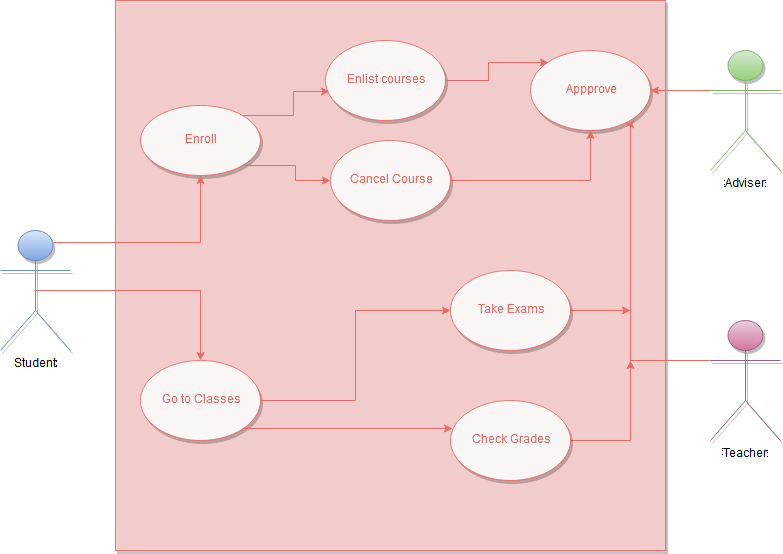 Enlist courses
Appprove
Enroll
Cancel Course
:Adviser:
Student:
Take Exams
Go to Classes
Check Grades
:Teacher: